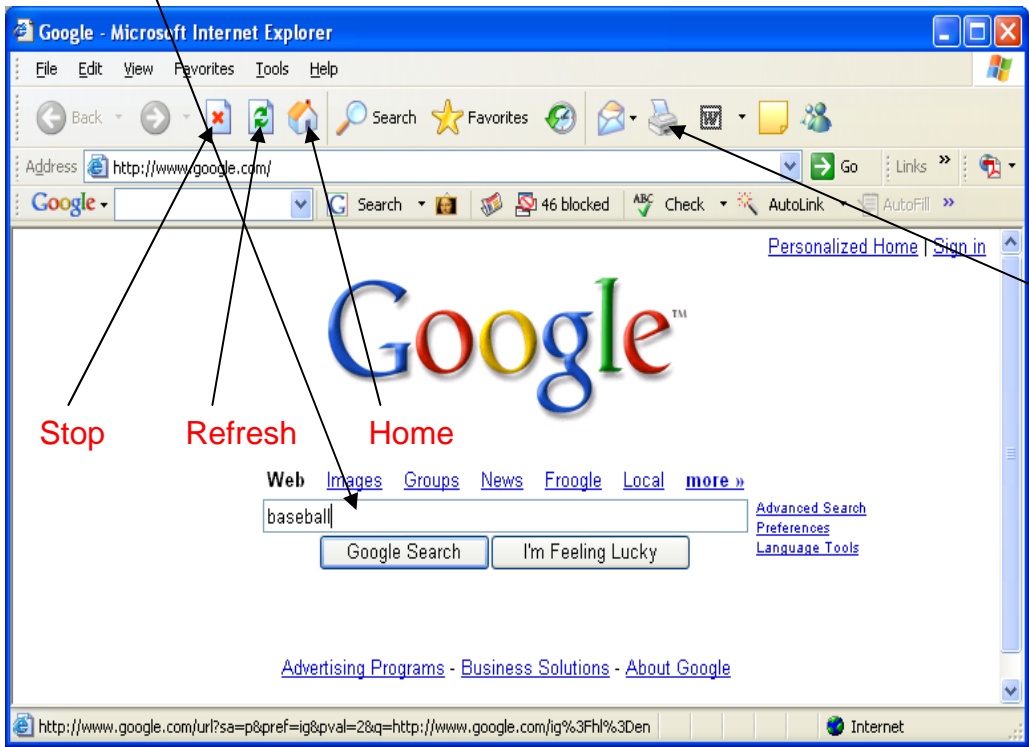 Google - Microsoft Internet Explorer
File Edit View Favorites Tools Help
Back Search Favorites W
Address http://www.google.com/ Go Links »
Google G Search 46 blocked ABC Check AutoLink AutoFill »
Personalized Home | Sign in
Google™
Stop Refresh Home
Web Images Groups News Froogle Local more »
baseball
Advanced Search
Preferences
Language Tools
Google Search I'm Feeling Lucky
Advertising Programs - Business Solutions - About Google
http://www.google.com/url?sa=p&pref=ig&pval=2&q=http://www.google.com/ig%3Fhl%3Den Internet